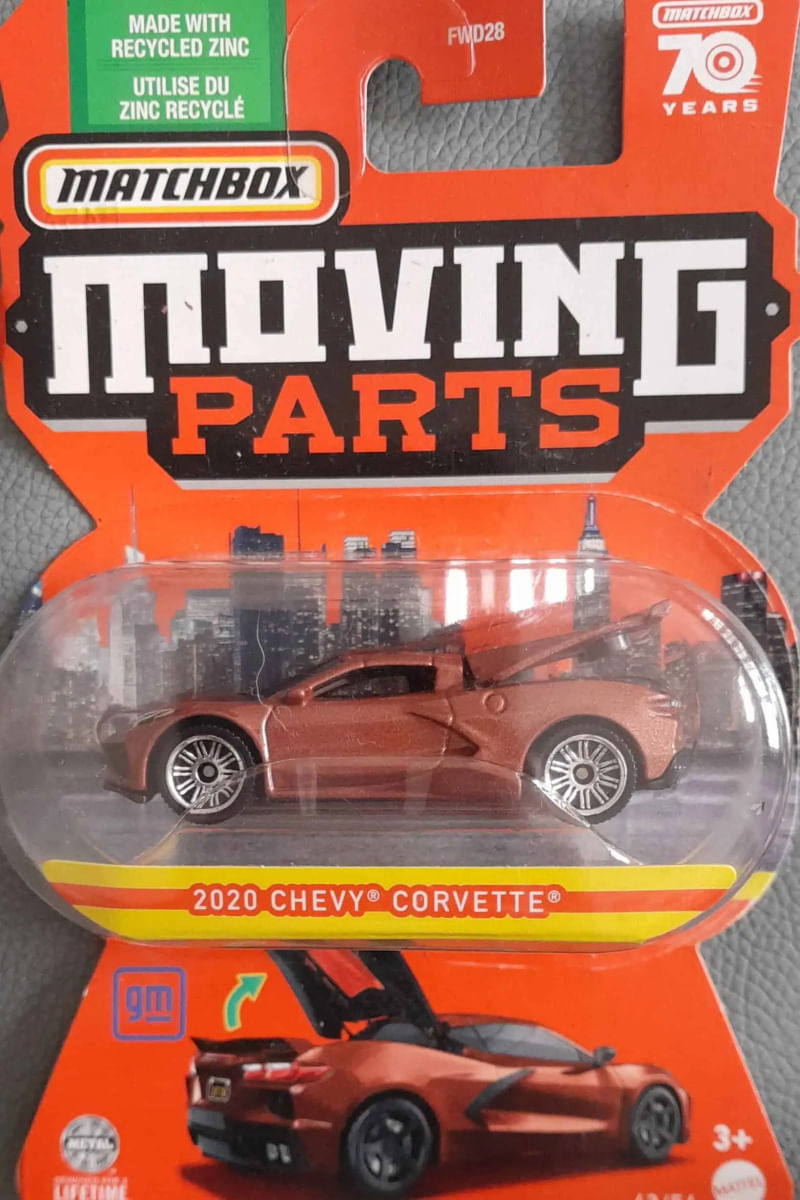 MADE WITH
RECYCLED ZINC
UTILISE DU
ZINC RECYCLÉ
FWD28
MATCHBOX
70
YEARS
MATCHBOX
MOVING
PARTS
2020 CHEVY® CORVETTE®
gm
METAL
LIFETIME
3+
MATTEL